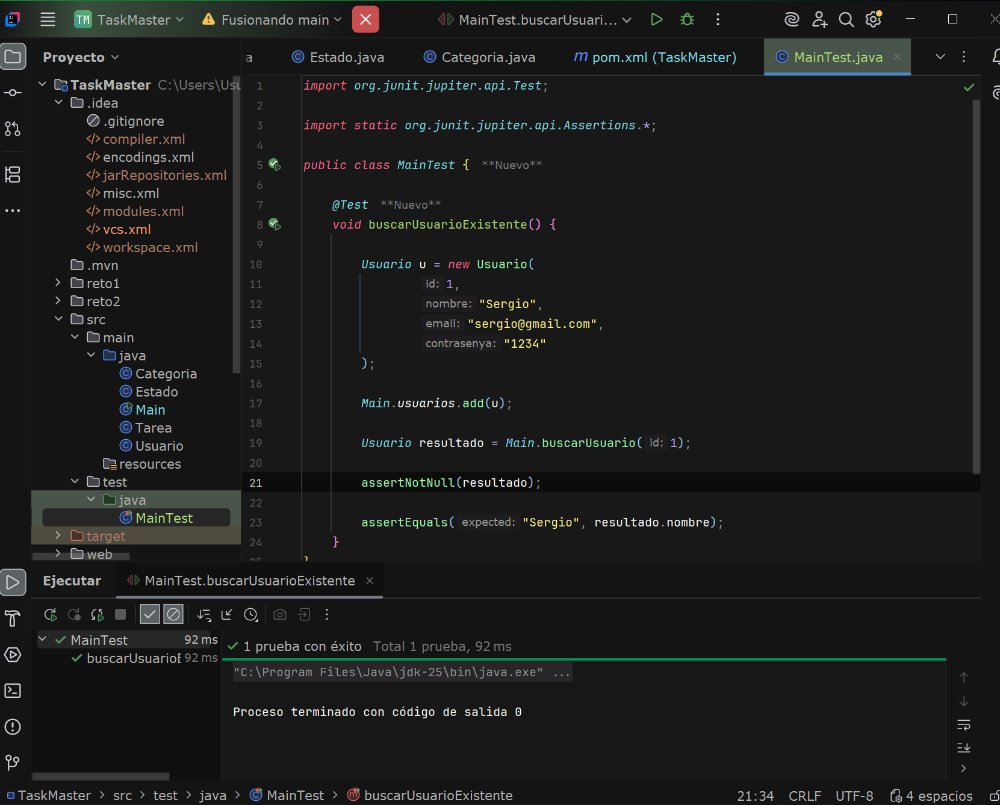 TM TaskMaster Fusionando main MainTest.buscarUsuari...
Proyecto
Estado.java Categoria.java pom.xml (TaskMaster) MainTest.java
TaskMaster C:\Users\Usu
.idea
.gitignore
compiler.xml
encodings.xml
jarRepositories.xml
misc.xml
modules.xml
vcs.xml
workspace.xml
.mvn
reto1
reto2
src
main
java
Categoria
Estado
Main
Tarea
Usuario
resources
test
java
MainTest
target
web
1 import org.junit.jupiter.api.Test;
2
3 import static org.junit.jupiter.api.Assertions.*;
4
5 public class MainTest { **Nuevo**
6
7 @Test **Nuevo**
8 void buscarUsuarioExistente() {
9
10 Usuario u = new Usuario(
11 id: 1,
12 nombre: "Sergio",
13 email: "sergio@gmail.com",
14 contrasenya: "1234"
15 );
16
17 Main.usuarios.add(u);
18
19 Usuario resultado = Main.buscarUsuario( id: 1);
20
21 assertNotNull(resultado);
22
23 assertEquals( expected: "Sergio", resultado.nombre);
24 }
Ejecutar MainTest.buscarUsuarioExistente
MainTest 92 ms
buscarUsuarioE 92 ms
1 prueba con éxito Total 1 prueba, 92 ms
"C:\Program Files\Java\jdk-25\bin\java.exe" ...
Proceso terminado con código de salida 0
TaskMaster > src > test > java > MainTest > buscarUsuarioExistente 21:34 CRLF UTF-8 4 espacios